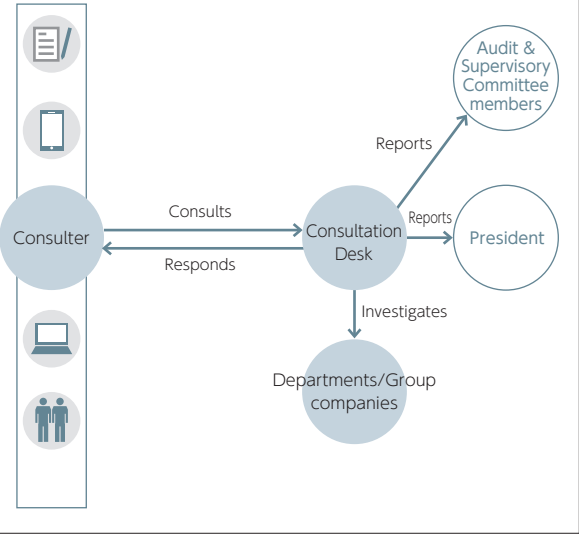 Audit &
Supervisory
Committee
members
Reports
Consults
Reports
Consulter
Consultation
Desk
President
Responds
Investigates
Departments/Group
companies